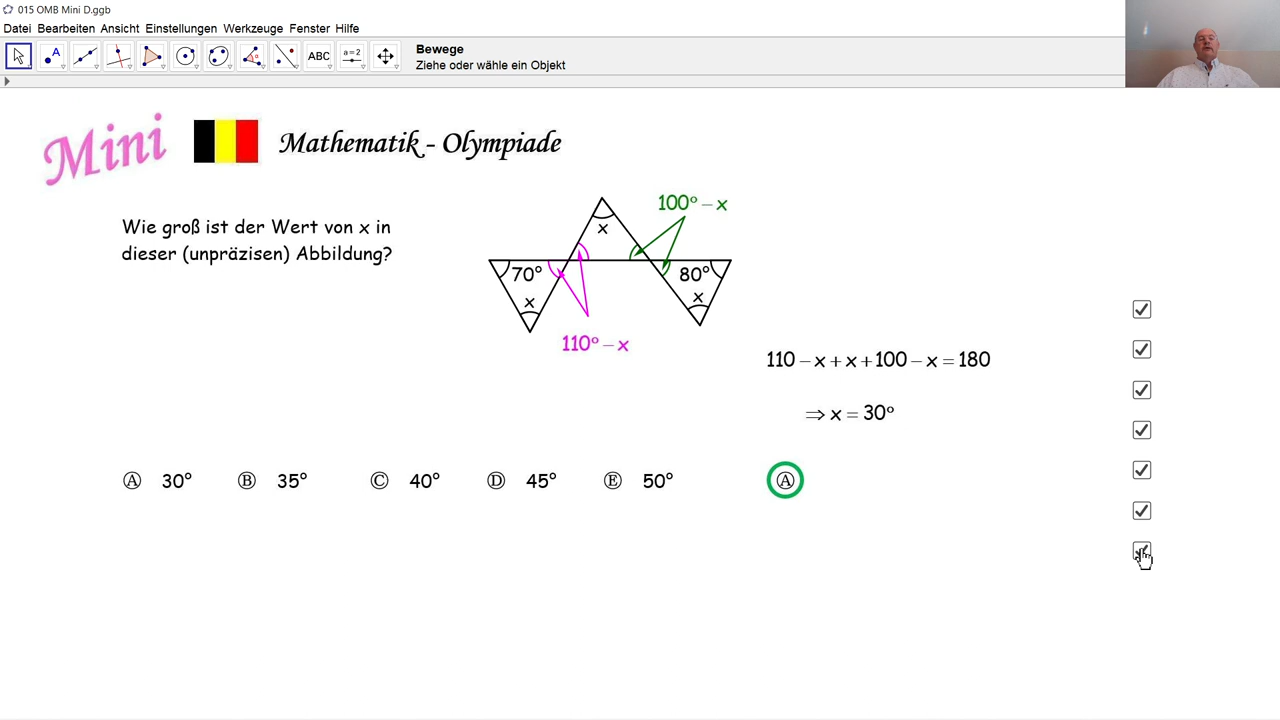 015 OMB Mini D.ggb
Datei Bearbeiten Ansicht Einstellungen Werkzeuge Fenster Hilfe
A
ABC
a=2
Bewege
Ziehe oder wähle ein Objekt
Mini
Mathematik - Olympiade
Wie groß ist der Wert von x in
dieser (unpräzisen) Abbildung?
100° – x
x
70°
80°
x
x
110° – x
110 – x + x + 100 – x = 180
⇒ x = 30°
Ⓐ 30° Ⓑ 35° Ⓒ 40° Ⓓ 45° Ⓔ 50° Ⓐ